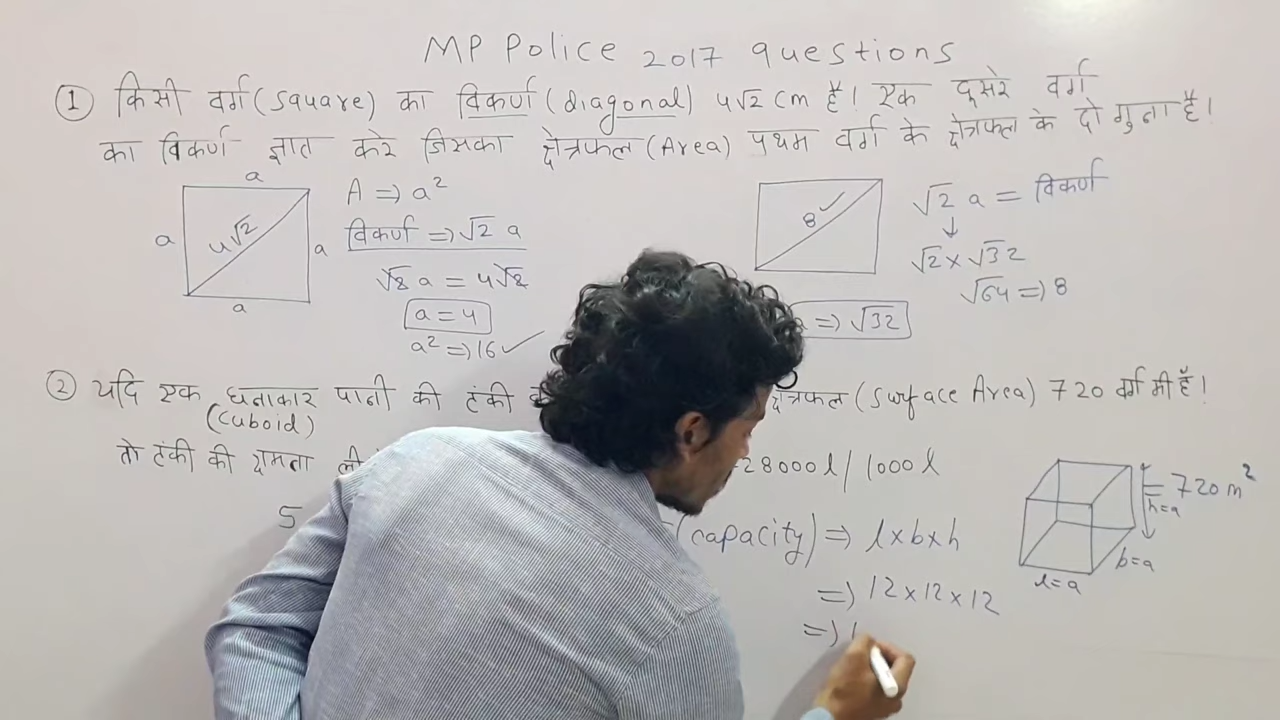 MP Police 2017 questions
① किसी वर्ग (square) का विकर्ण (diagonal) 4√2 cm हैं। एक दूसरे वर्ग
का विकर्ण ज्ञात करे जिसका क्षेत्रफल (Area) प्रथम वर्ग के क्षेत्रफल के दो गुना हैं।
a
a
4√2
a
a
A => a²
विकर्ण => √2 a
√2 a = 4√2
a = 4
a² => 16 ✓
8 ✓
√2 a = विकर्ण
↓
√2 × √32
√64 => 8
=> √32
② यदि एक घनाकार पानी की टंकी
(Cuboid)
क्षेत्रफल (Surface Area) 720 वर्ग मी हैं।
तो टंकी की क्षमता
28000 l / 1000 l
5
(capacity) => l×b×h
=> 12×12×12
=>
= 720 m²
h=a
b=a
l=a